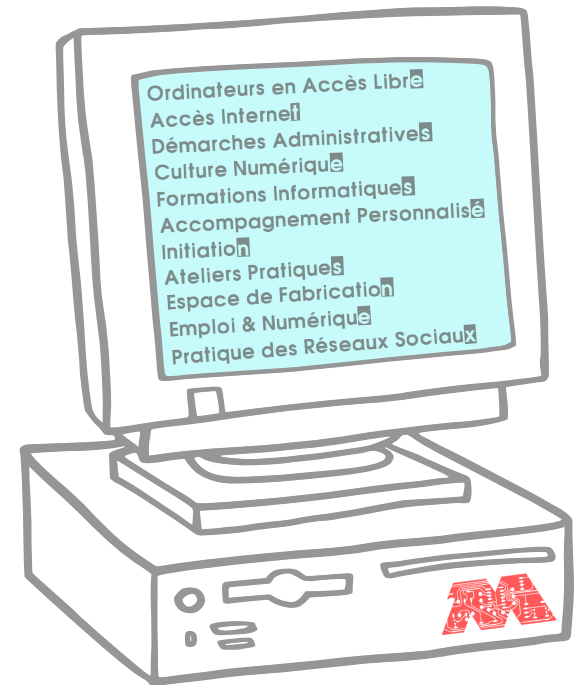 Ordinateurs en Accès Libre
Accès Internet
Démarches Administratives
Culture Numérique
Formations Informatiques
Accompagnement Personnalisé
Initiation
Ateliers Pratiques
Espace de Fabrication
Emploi & Numérique
Pratique des Réseaux Sociaux